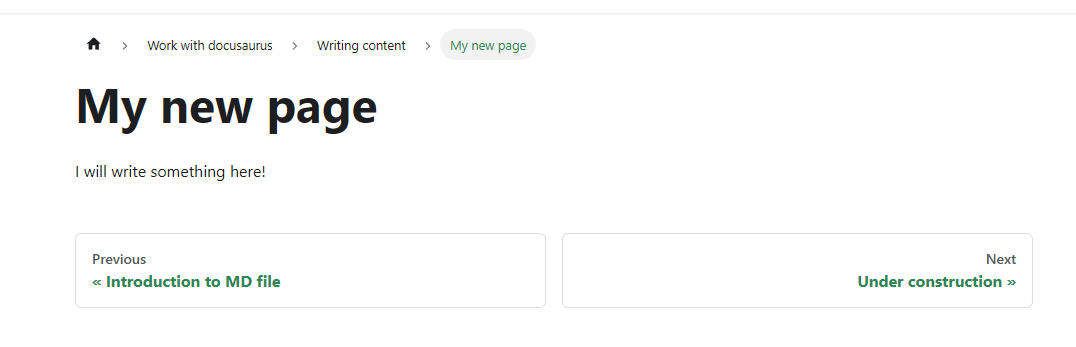 Work with docusaurus › Writing content › My new page
My new page
I will write something here!
Previous
« Introduction to MD file
Next
Under construction »